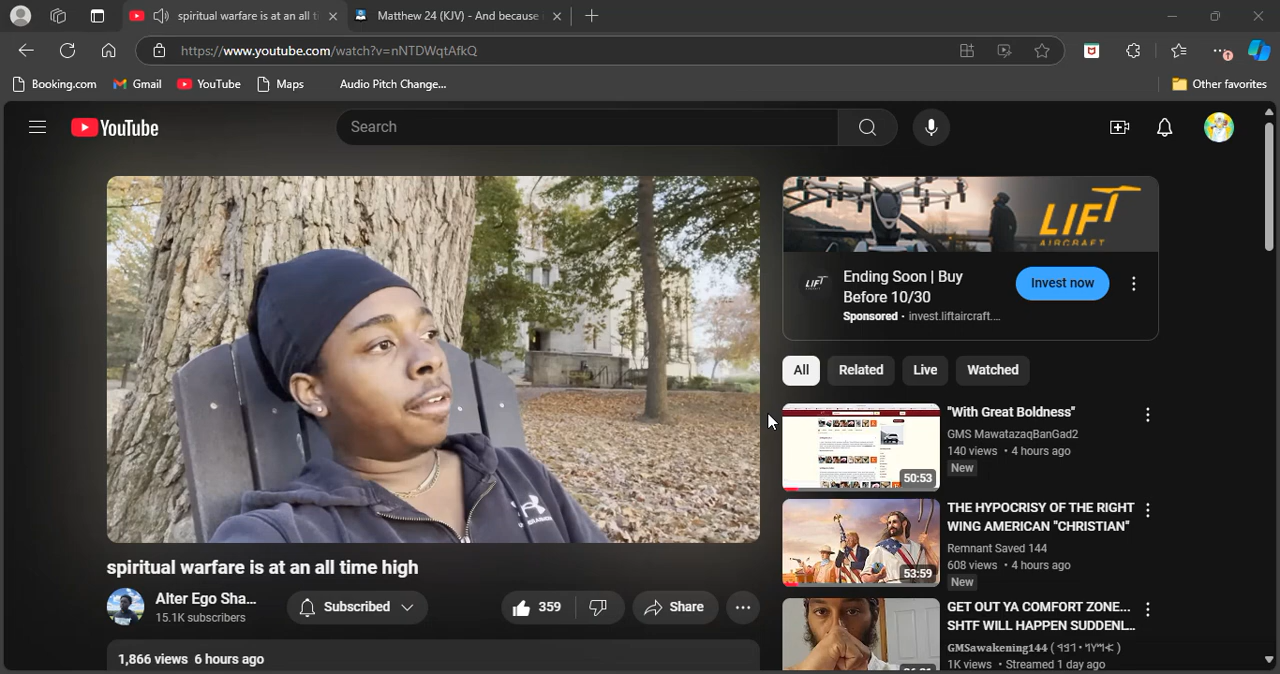 spiritual warfare is at an all ti
Matthew 24 (KJV) - And because
https://www.youtube.com/watch?v=nNTDWqtAfkQ
Booking.com
Gmail
YouTube
Maps
Audio Pitch Change...
Other favorites
YouTube
Search
LIFT
AIRCRAFT
LIFT
Ending Soon | Buy
Before 10/30
Sponsored · invest.liftaircraft....
Invest now
All
Related
Live
Watched
"With Great Boldness"
GMS MawatazaqBanGad2
140 views • 4 hours ago
New
50:53
THE HYPOCRISY OF THE RIGHT
WING AMERICAN "CHRISTIAN"
Remnant Saved 144
608 views • 4 hours ago
New
53:59
GET OUT YA COMFORT ZONE...
SHTF WILL HAPPEN SUDDENL...
1K views • Streamed 1 day ago
spiritual warfare is at an all time high
Alter Ego Sha...
15.1K subscribers
Subscribed
359
Share
1,866 views 6 hours ago